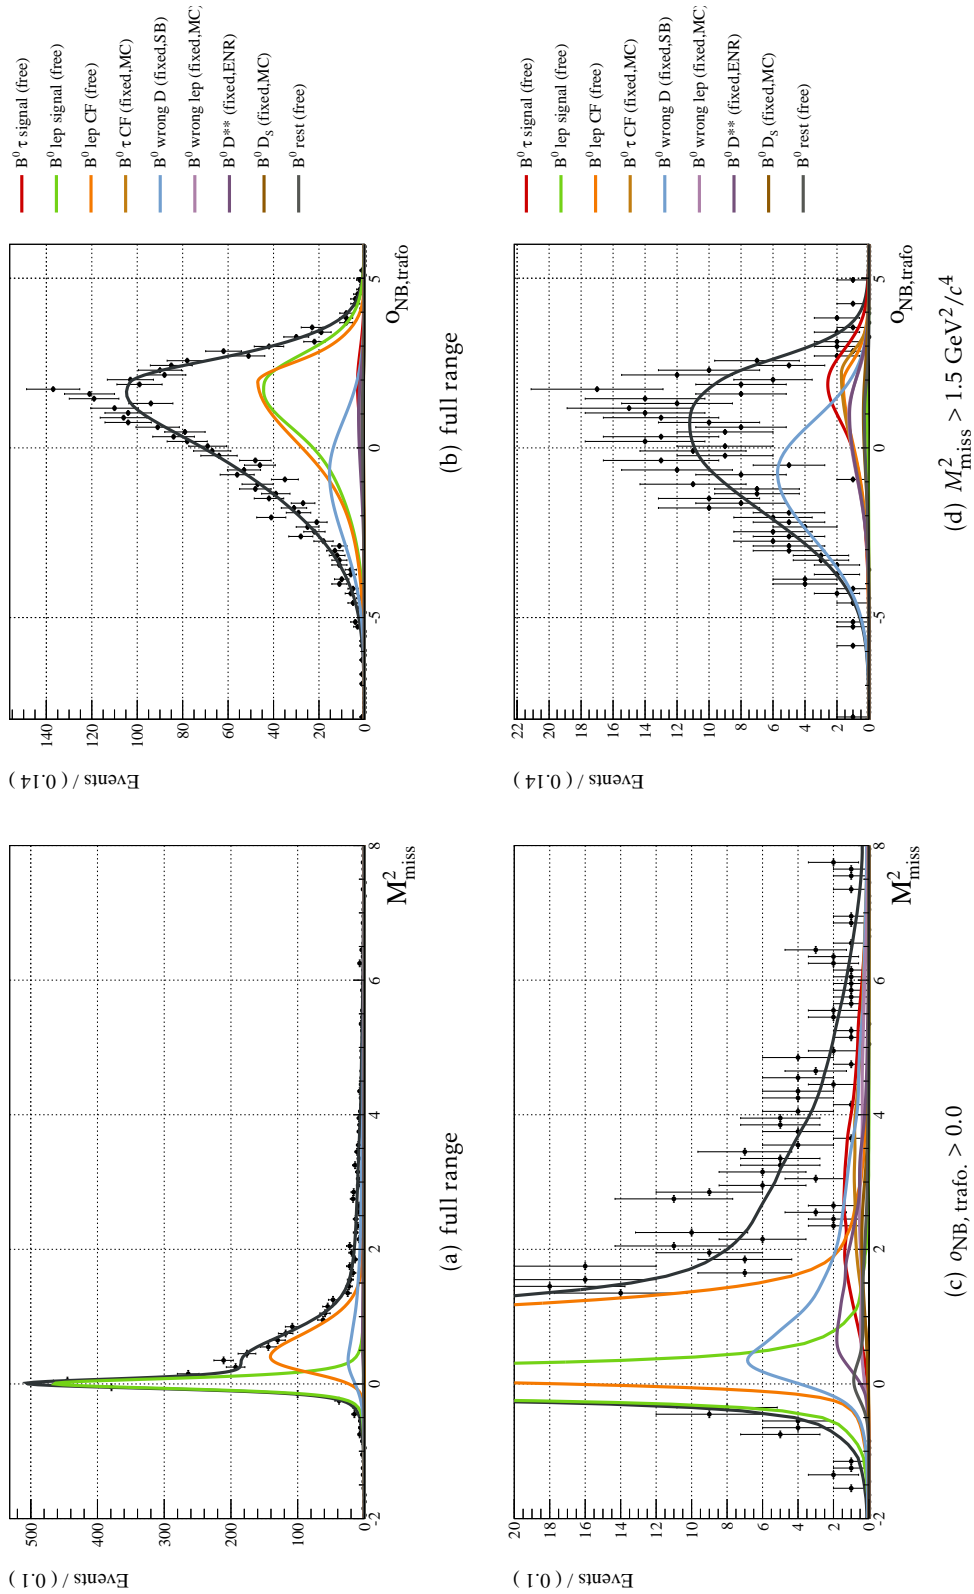 Events / ( 0.1 )
500
400
300
200
100
0
-2 0 2 4 6 8
M²miss
(a) full range
Events / ( 0.14 )
140
120
100
80
60
40
20
0
-5 0 5
oNB,trafo
B⁰ τ signal (free)
B⁰ lep signal (free)
B⁰ lep CF (free)
B⁰ τ CF (fixed,MC)
B⁰ wrong D (fixed,SB)
B⁰ wrong lep (fixed,MC)
B⁰ D** (fixed,ENR)
B⁰ Ds (fixed,MC)
B⁰ rest (free)
(b) full range
Events / ( 0.1 )
20
18
16
14
12
10
8
6
4
2
0
-2 0 2 4 6 8
M²miss
(c) oNB, trafo. > 0.0
Events / ( 0.14 )
22
20
18
16
14
12
10
8
6
4
2
0
-5 0 5
oNB,trafo
B⁰ τ signal (free)
B⁰ lep signal (free)
B⁰ lep CF (free)
B⁰ τ CF (fixed,MC)
B⁰ wrong D (fixed,SB)
B⁰ wrong lep (fixed,MC)
B⁰ D** (fixed,ENR)
B⁰ Ds (fixed,MC)
B⁰ rest (free)
(d) M²miss > 1.5 GeV²/c⁴